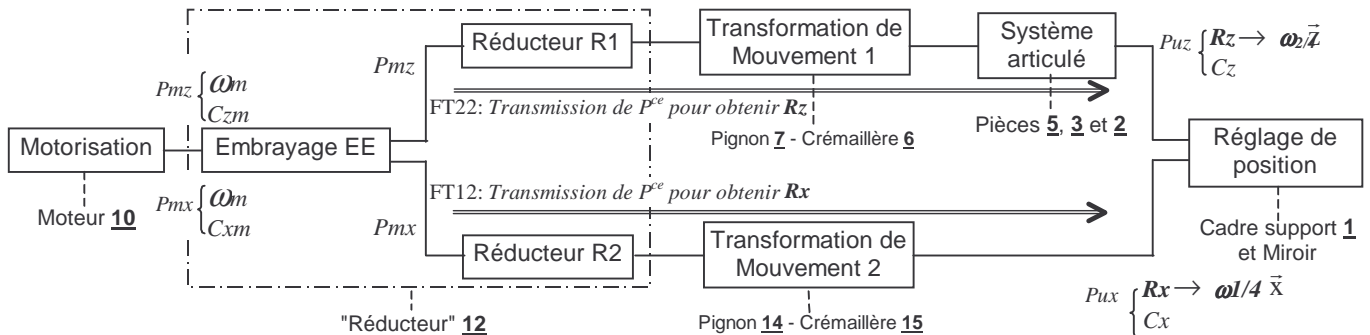 Réducteur R1
Transformation de
Mouvement 1
Système
articulé
Puz { Rz → ω2/4 Z⃗
Cz
Pmz
Pmz { ωm
Czm
FT22: Transmission de Pce pour obtenir Rz
Pignon 7 - Crémaillère 6
Pièces 5, 3 et 2
Motorisation
Embrayage EE
Réglage de
position
Moteur 10
Pmx { ωm
Cxm
FT12: Transmission de Pce pour obtenir Rx
Pmx
Réducteur R2
Transformation de
Mouvement 2
Cadre support 1
et Miroir
"Réducteur" 12
Pignon 14 - Crémaillère 15
Pux { Rx → ω1/4 x⃗
Cx